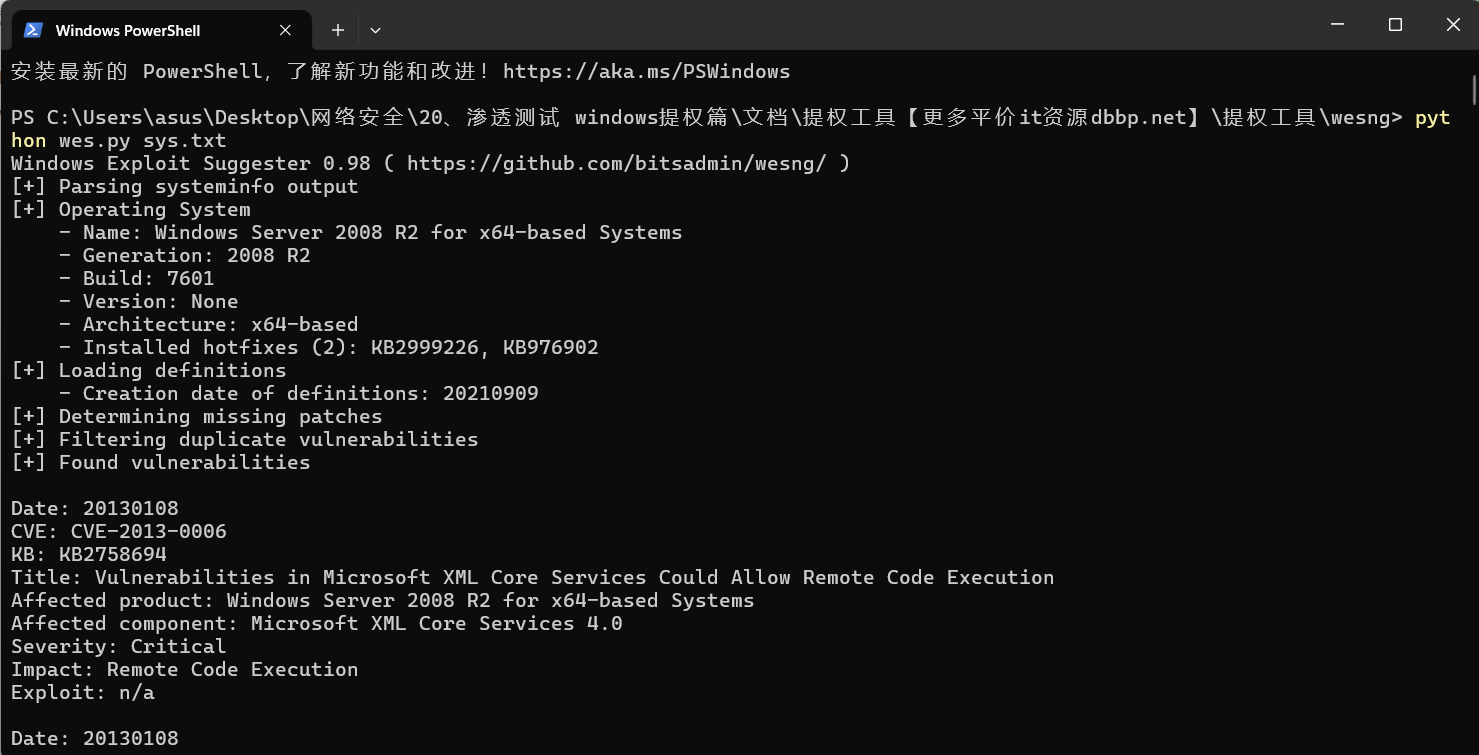 Windows PowerShell
安装最新的 PowerShell，了解新功能和改进！https://aka.ms/PSWindows
PS C:\Users\asus\Desktop\网络安全\20、渗透测试 windows提权篇\文档\提权工具【更多平价it资源dbbp.net】\提权工具\wesng> pyt
hon wes.py sys.txt
Windows Exploit Suggester 0.98 ( https://github.com/bitsadmin/wesng/ )
[+] Parsing systeminfo output
[+] Operating System
    - Name: Windows Server 2008 R2 for x64-based Systems
    - Generation: 2008 R2
    - Build: 7601
    - Version: None
    - Architecture: x64-based
    - Installed hotfixes (2): KB2999226, KB976902
[+] Loading definitions
    - Creation date of definitions: 20210909
[+] Determining missing patches
[+] Filtering duplicate vulnerabilities
[+] Found vulnerabilities
Date: 20130108
CVE: CVE-2013-0006
KB: KB2758694
Title: Vulnerabilities in Microsoft XML Core Services Could Allow Remote Code Execution
Affected product: Windows Server 2008 R2 for x64-based Systems
Affected component: Microsoft XML Core Services 4.0
Severity: Critical
Impact: Remote Code Execution
Exploit: n/a
Date: 20130108